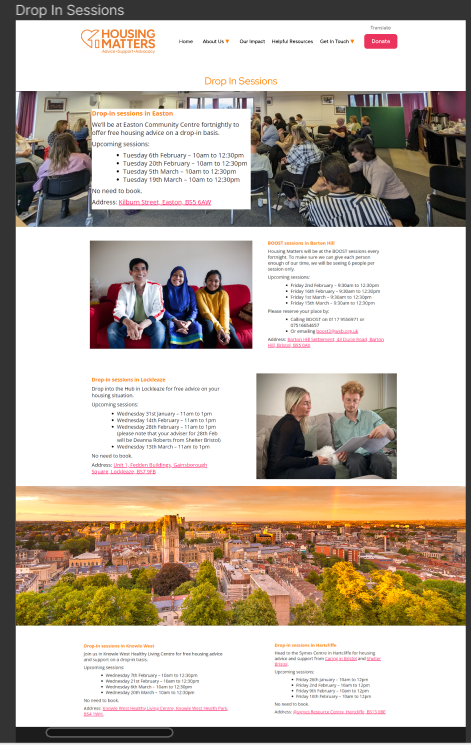 Drop In Sessions
Translate
HOUSING
MATTERS
Advice•Support•Advocacy
Home
About Us
Our Impact
Helpful Resources
Get In Touch
Donate
Drop In Sessions
Drop-in sessions in Easton
We'll be at Easton Community Centre fortnightly to
offer free housing advice on a drop-in basis.
Upcoming sessions:
Tuesday 6th February – 10am to 12:30pm
Tuesday 20th February – 10am to 12:30pm
Tuesday 5th March – 10am to 12:30pm
Tuesday 19th March – 10am to 12:30pm
No need to book.
Address: Kilburn Street, Easton, BS5 6AW
BOOST sessions in Barton Hill
Housing Matters will be at the BOOST sessions every
fortnight. To make sure we can give each person
enough of our time, we will be seeing 6 people per
session only.
Upcoming sessions:
Friday 2nd February – 9:30am to 12:30pm
Friday 16th February – 9:30am to 12:30pm
Friday 1st March – 9:30am to 12:30pm
Friday 15th March – 9:30am to 12:30pm
Please reserve your place by:
Calling BOOST on 0117 9556971 or
Or emailing
Address: Barton Hill Settlement, 43 Ducie Road, Barton
Hill, Bristol,
Drop-in sessions in Lockleaze
Drop into the Hub in Lockleaze for free advice on your
housing situation.
Upcoming sessions:
Wednesday 31st January – 11am to 1pm
Wednesday 14th February – 11am to 1pm
Wednesday 28th February – 11am to 1pm
(please note that your adviser for 28th Feb
will be Deanna Roberts from Shelter Bristol)
Wednesday 13th March – 11am to 1pm
No need to book.
Address: Unit 1, Fedden Buildings, Gainsborough
Square, Lockleaze, BS7 9FB
Drop-in sessions in Knowle West
Join us in Knowle West Healthy Living Centre for free housing advice
and support on a drop-in basis.
Upcoming sessions:
Wednesday 7th February – 10am to 12:30pm
Wednesday 21st February – 10am to 12:30pm
Wednesday 6th March – 10am to 12:30pm
Wednesday 20th March – 10am to 12:30pm
No need to book.
Address: Knowle West Healthy Living Centre, Knowle West Health Park,
Drop in sessions in Hartcliffe
Head to the Symes Centre in Hartcliffe for housing
advice and support from Caring in Bristol and Shelter
Bristol.
Upcoming sessions:
Friday 26th January – 10am to 12pm
Friday 2nd February – 10am to 12pm
Friday 9th February – 10am to 12pm
Friday 16th February – 10am to 12pm
No need to book.
Address: @Symes Resource Centre, Hartcliffe,